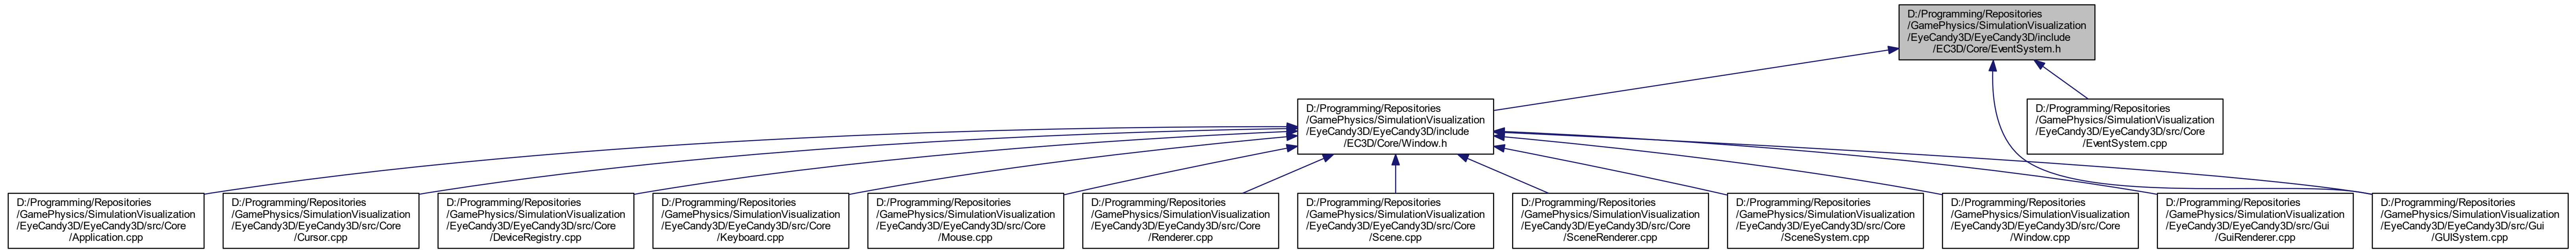 D:/Programming/Repositories
/GamePhysics/SimulationVisualization
/EyeCandy3D/EyeCandy3D/include
/EC3D/Core/EventSystem.h
D:/Programming/Repositories
/GamePhysics/SimulationVisualization
/EyeCandy3D/EyeCandy3D/include
/EC3D/Core/Window.h
D:/Programming/Repositories
/GamePhysics/SimulationVisualization
/EyeCandy3D/EyeCandy3D/src/Core
/EventSystem.cpp
D:/Programming/Repositories
/GamePhysics/SimulationVisualization
/EyeCandy3D/EyeCandy3D/src/Core
/Application.cpp
D:/Programming/Repositories
/GamePhysics/SimulationVisualization
/EyeCandy3D/EyeCandy3D/src/Core
/Cursor.cpp
D:/Programming/Repositories
/GamePhysics/SimulationVisualization
/EyeCandy3D/EyeCandy3D/src/Core
/DeviceRegistry.cpp
D:/Programming/Repositories
/GamePhysics/SimulationVisualization
/EyeCandy3D/EyeCandy3D/src/Core
/Keyboard.cpp
D:/Programming/Repositories
/GamePhysics/SimulationVisualization
/EyeCandy3D/EyeCandy3D/src/Core
/Mouse.cpp
D:/Programming/Repositories
/GamePhysics/SimulationVisualization
/EyeCandy3D/EyeCandy3D/src/Core
/Renderer.cpp
D:/Programming/Repositories
/GamePhysics/SimulationVisualization
/EyeCandy3D/EyeCandy3D/src/Core
/Scene.cpp
D:/Programming/Repositories
/GamePhysics/SimulationVisualization
/EyeCandy3D/EyeCandy3D/src/Core
/SceneRenderer.cpp
D:/Programming/Repositories
/GamePhysics/SimulationVisualization
/EyeCandy3D/EyeCandy3D/src/Core
/SceneSystem.cpp
D:/Programming/Repositories
/GamePhysics/SimulationVisualization
/EyeCandy3D/EyeCandy3D/src/Core
/Window.cpp
D:/Programming/Repositories
/GamePhysics/SimulationVisualization
/EyeCandy3D/EyeCandy3D/src/Gui
/GuiRenderer.cpp
D:/Programming/Repositories
/GamePhysics/SimulationVisualization
/EyeCandy3D/EyeCandy3D/src/Gui
/GUISystem.cpp